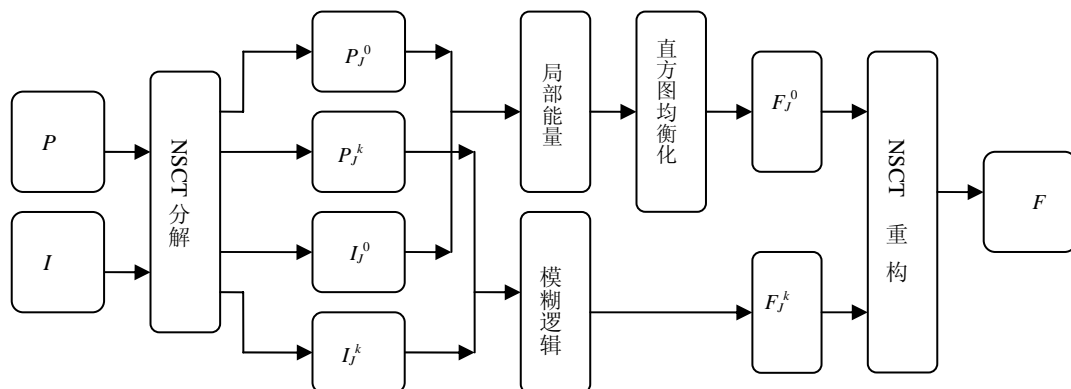 P
I
NSCT 分解
P_J^0
P_J^k
I_J^0
I_J^k
局部能量
模糊逻辑
直方图均衡化
F_J^0
F_J^k
NSCT 重构
F